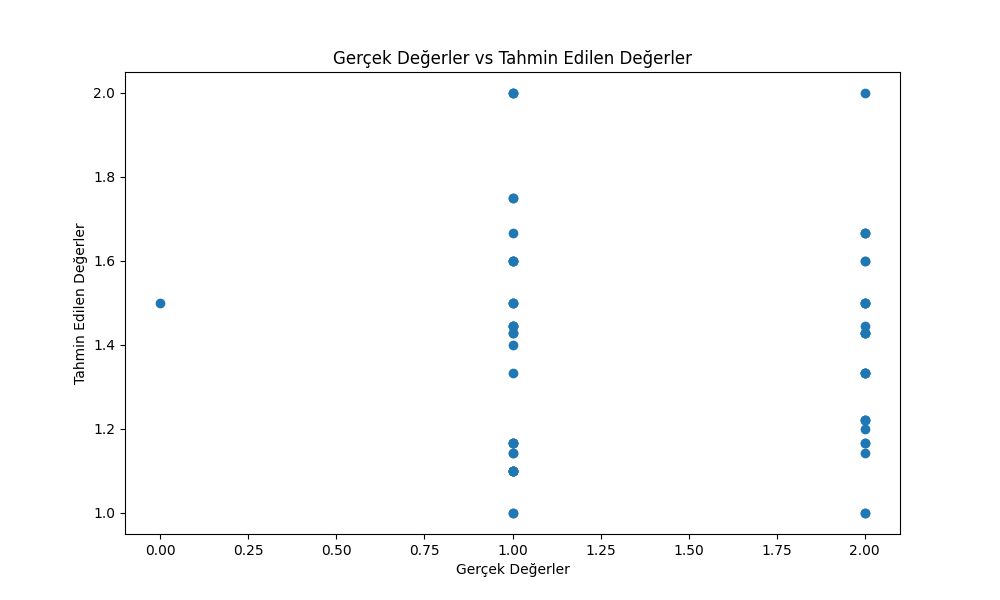 Gerçek Değerler vs Tahmin Edilen Değerler
2.0
1.8
1.6
1.4
1.2
1.0
Tahmin Edilen Değerler
0.00 0.25 0.50 0.75 1.00 1.25 1.50 1.75 2.00
Gerçek Değerler